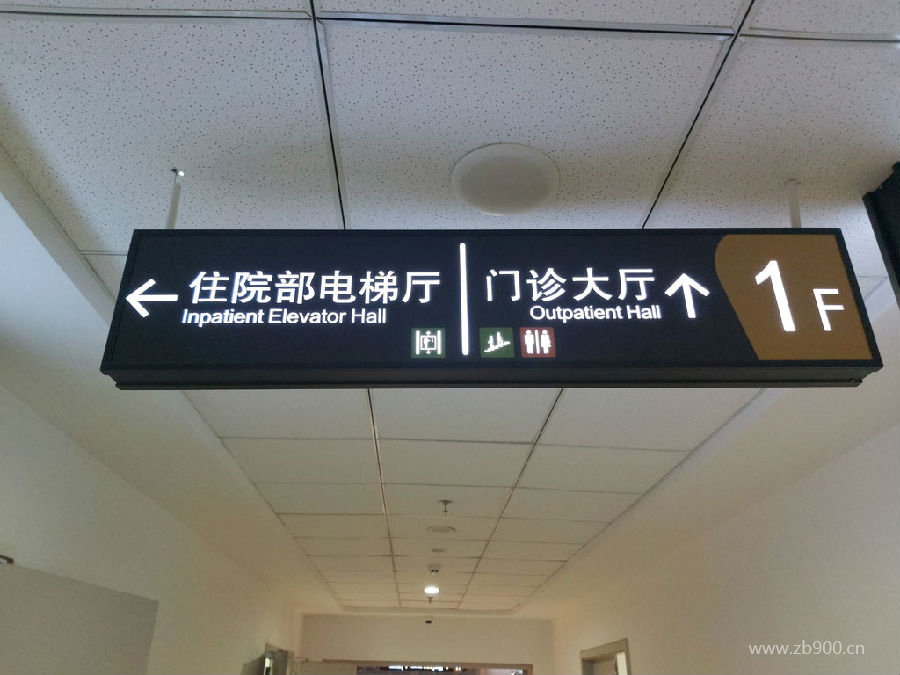 住院部电梯厅
Inpatient Elevator Hall
门诊大厅
Outpatient Hall
1F
www.zb900.cn